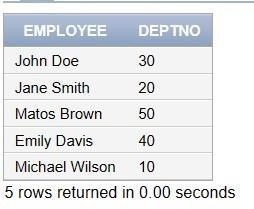 EMPLOYEE DEPTNO
John Doe 30
Jane Smith 20
Matos Brown 50
Emily Davis 40
Michael Wilson 10
5 rows returned in 0.00 seconds